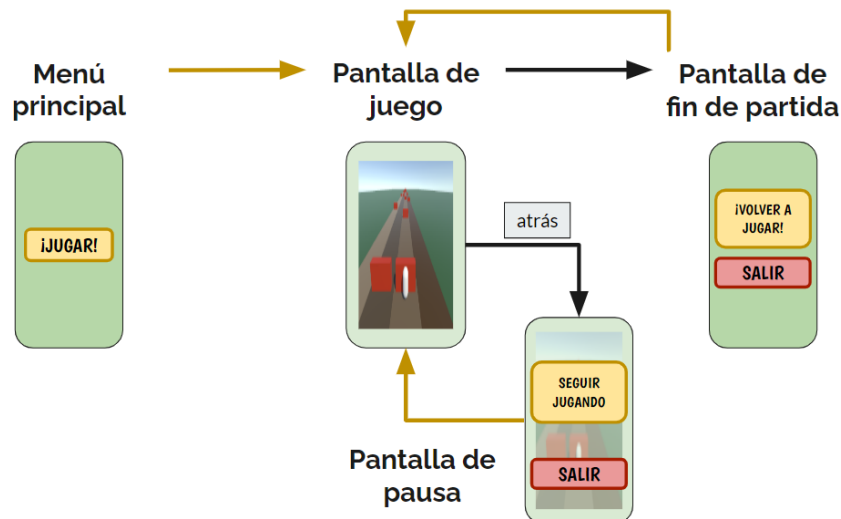 Menú
principal
¡JUGAR!
Pantalla de
juego
atrás
Pantalla de
fin de partida
¡VOLVER A
JUGAR!
SALIR
SEGUIR
JUGANDO
SALIR
Pantalla de
pausa